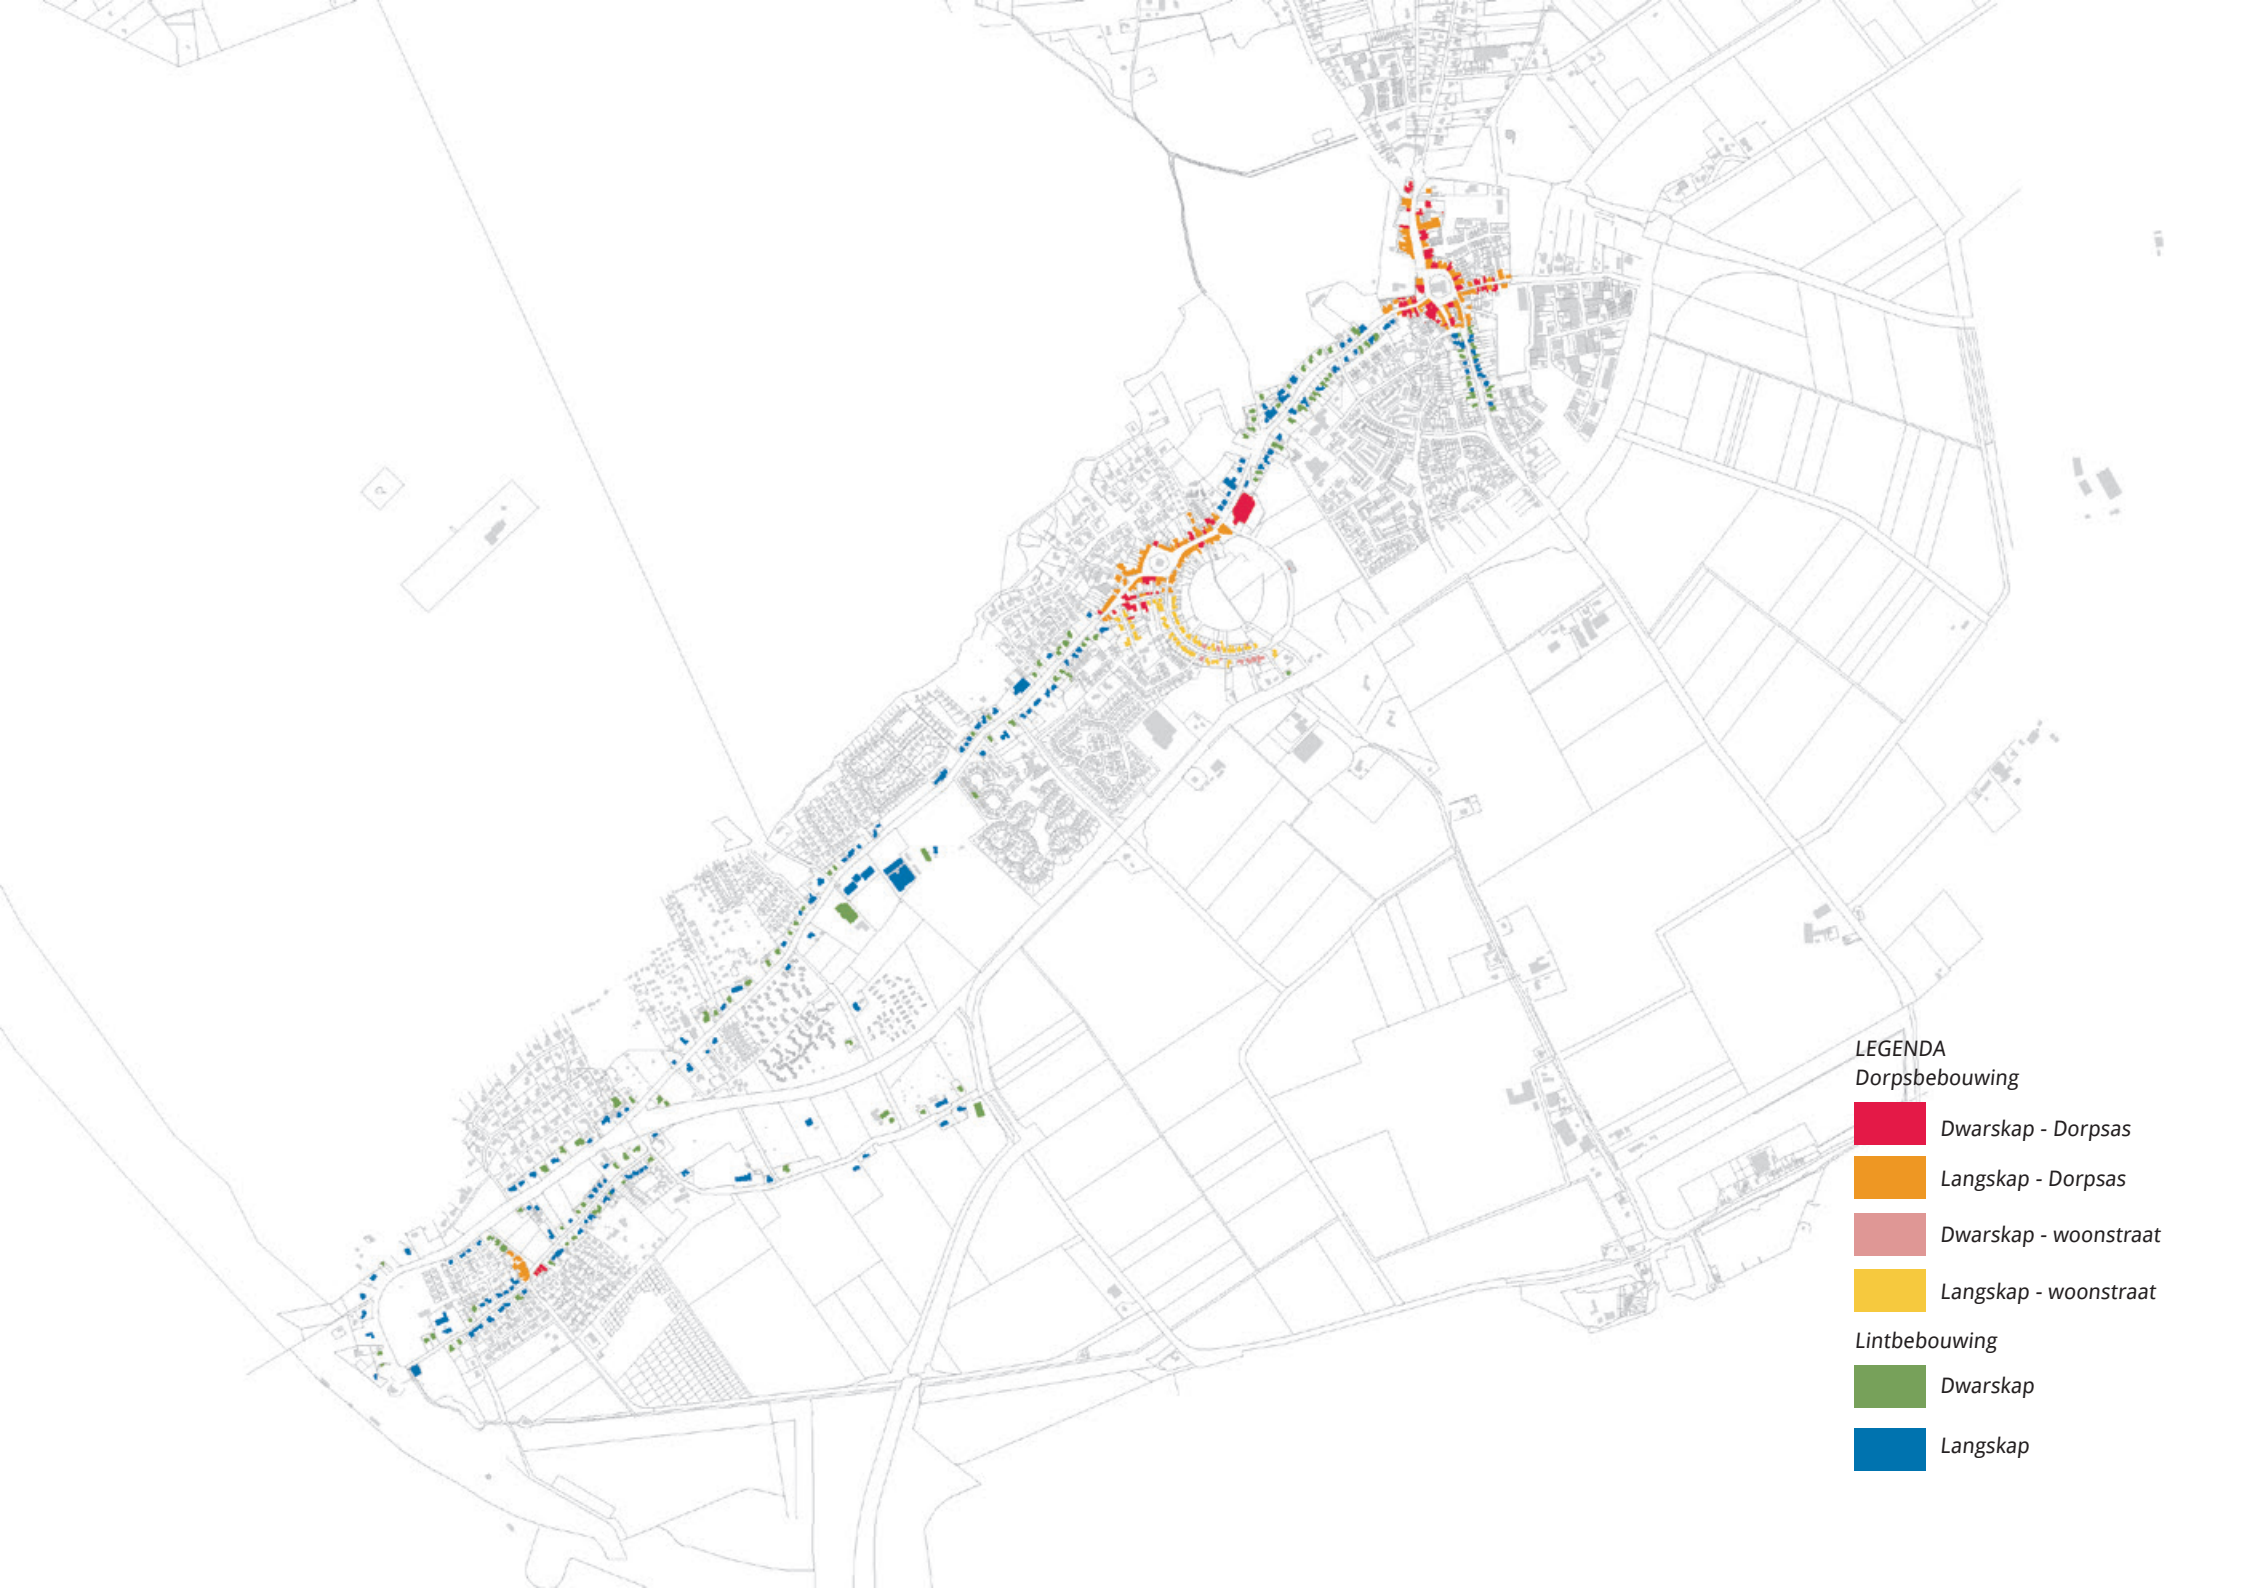 LEGENDA
Dorpsbebouwing
Dwarskap - Dorpsas
Langskap - Dorpsas
Dwarskap - woonstraat
Langskap - woonstraat
Lintbebouwing
Dwarskap
Langskap